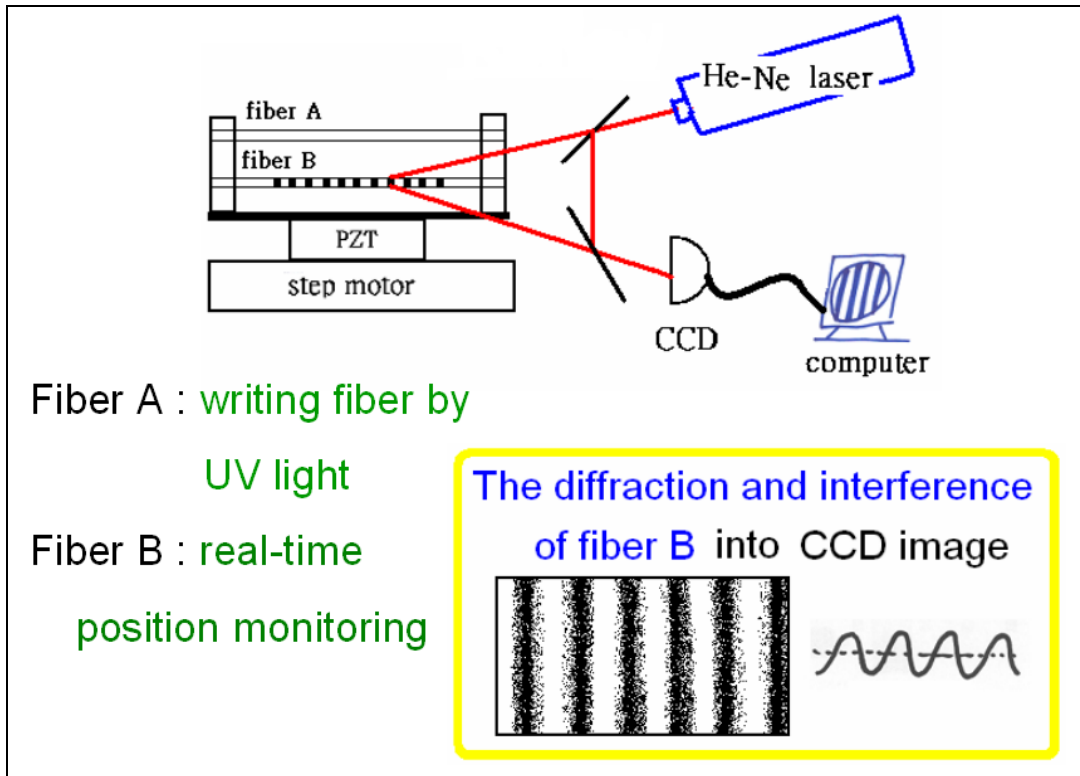 He-Ne laser
fiber A
fiber B
PZT
step motor
CCD
computer
Fiber A : writing fiber by
UV light
Fiber B : real-time
position monitoring
The diffraction and interference
of fiber B into CCD image